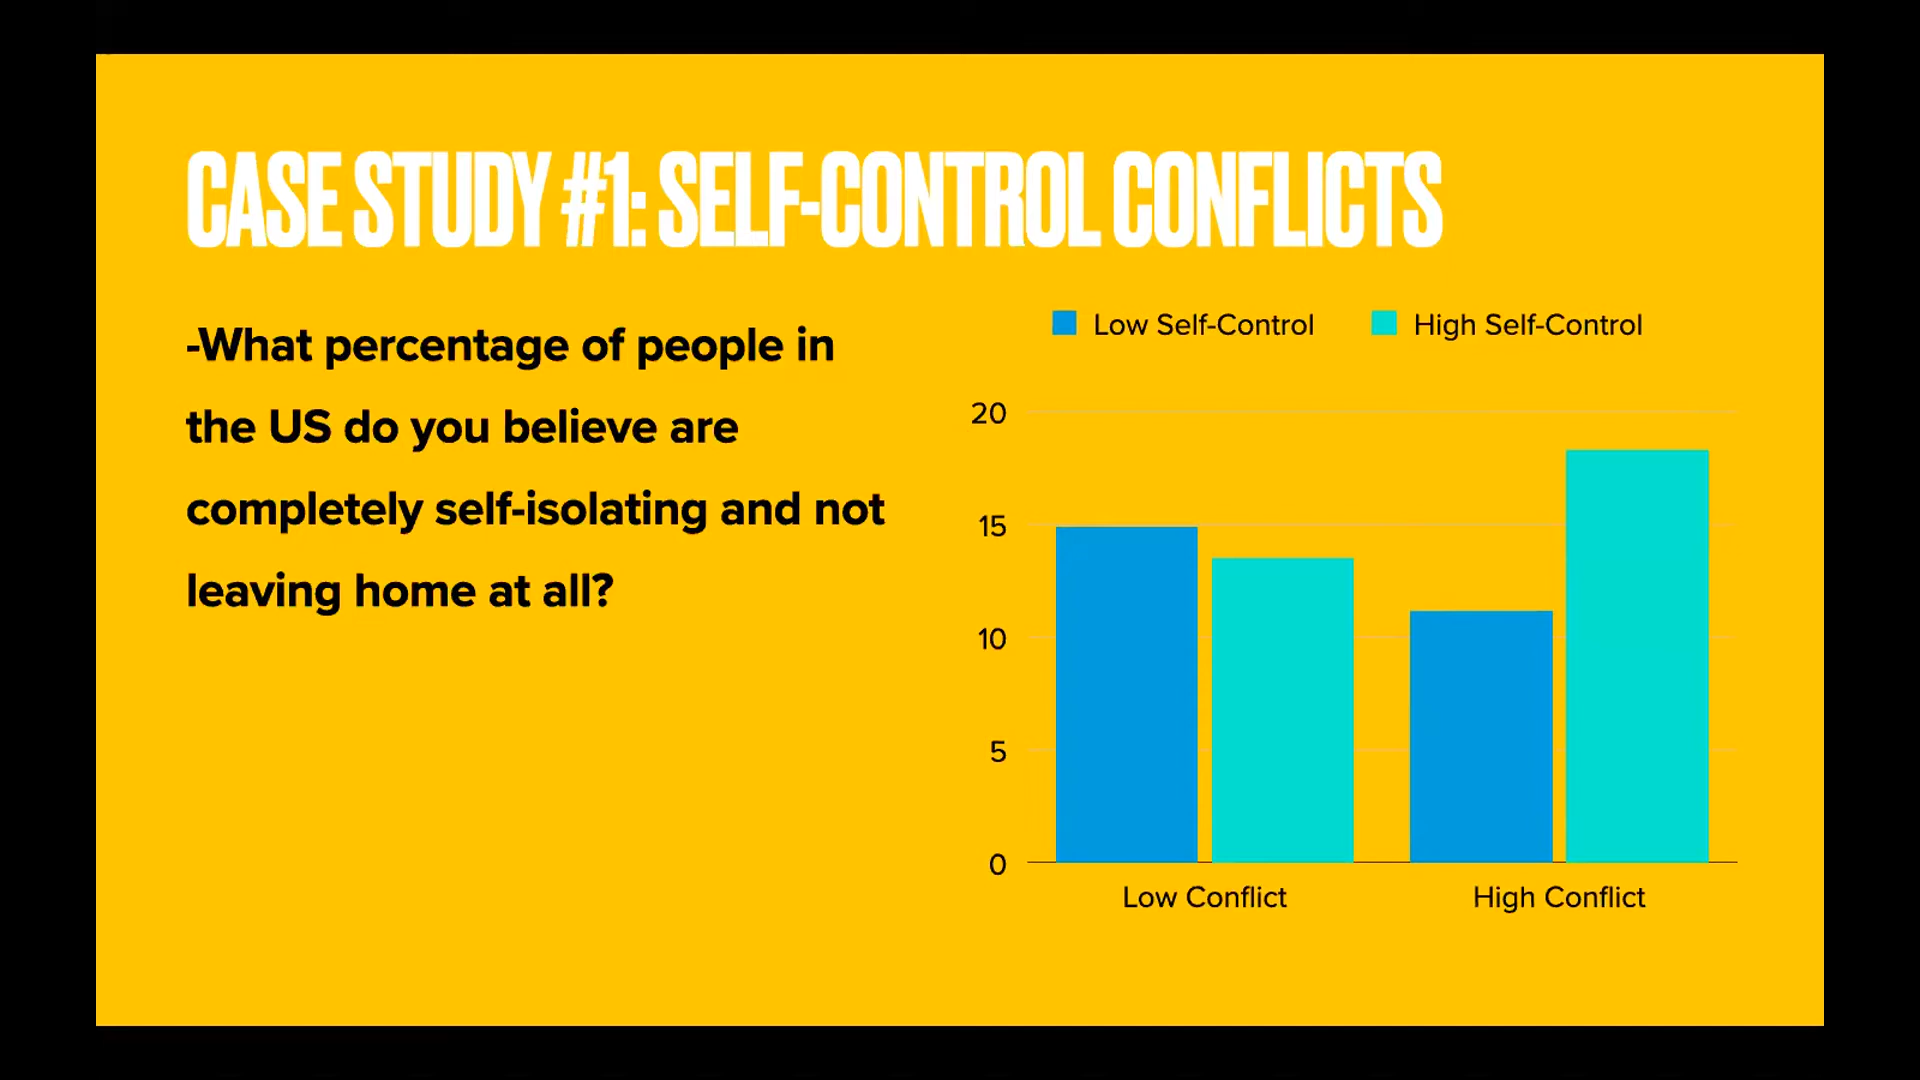 CASE STUDY #1: SELF-CONTROL CONFLICTS
-What percentage of people in
the US do you believe are
completely self-isolating and not
leaving home at all?
Low Self-Control
High Self-Control
20
15
10
5
0
Low Conflict
High Conflict